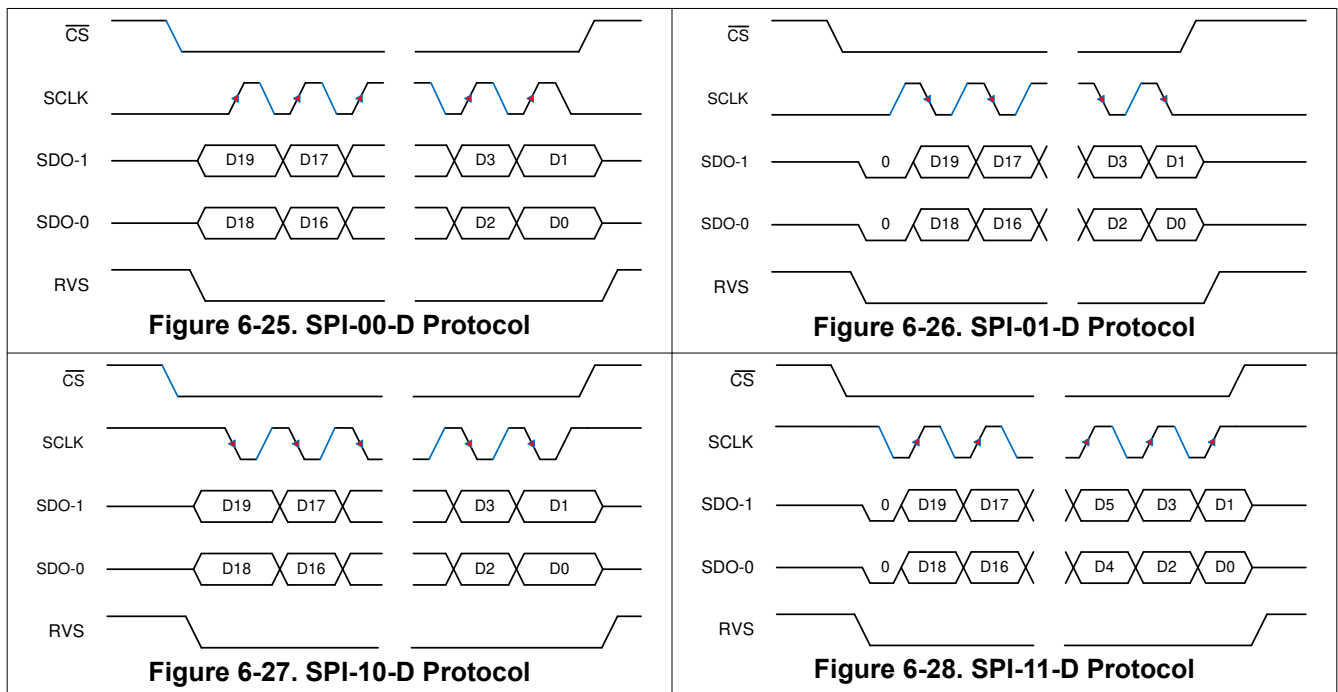 CS
SCLK
SDO-1 D19 D17 D3 D1
SDO-0 D18 D16 D2 D0
RVS
Figure 6-25. SPI-00-D Protocol
CS
SCLK
SDO-1 0 D19 D17 D3 D1
SDO-0 0 D18 D16 D2 D0
RVS
Figure 6-26. SPI-01-D Protocol
CS
SCLK
SDO-1 D19 D17 D3 D1
SDO-0 D18 D16 D2 D0
RVS
Figure 6-27. SPI-10-D Protocol
CS
SCLK
SDO-1 0 D19 D17 D5 D3 D1
SDO-0 0 D18 D16 D4 D2 D0
RVS
Figure 6-28. SPI-11-D Protocol